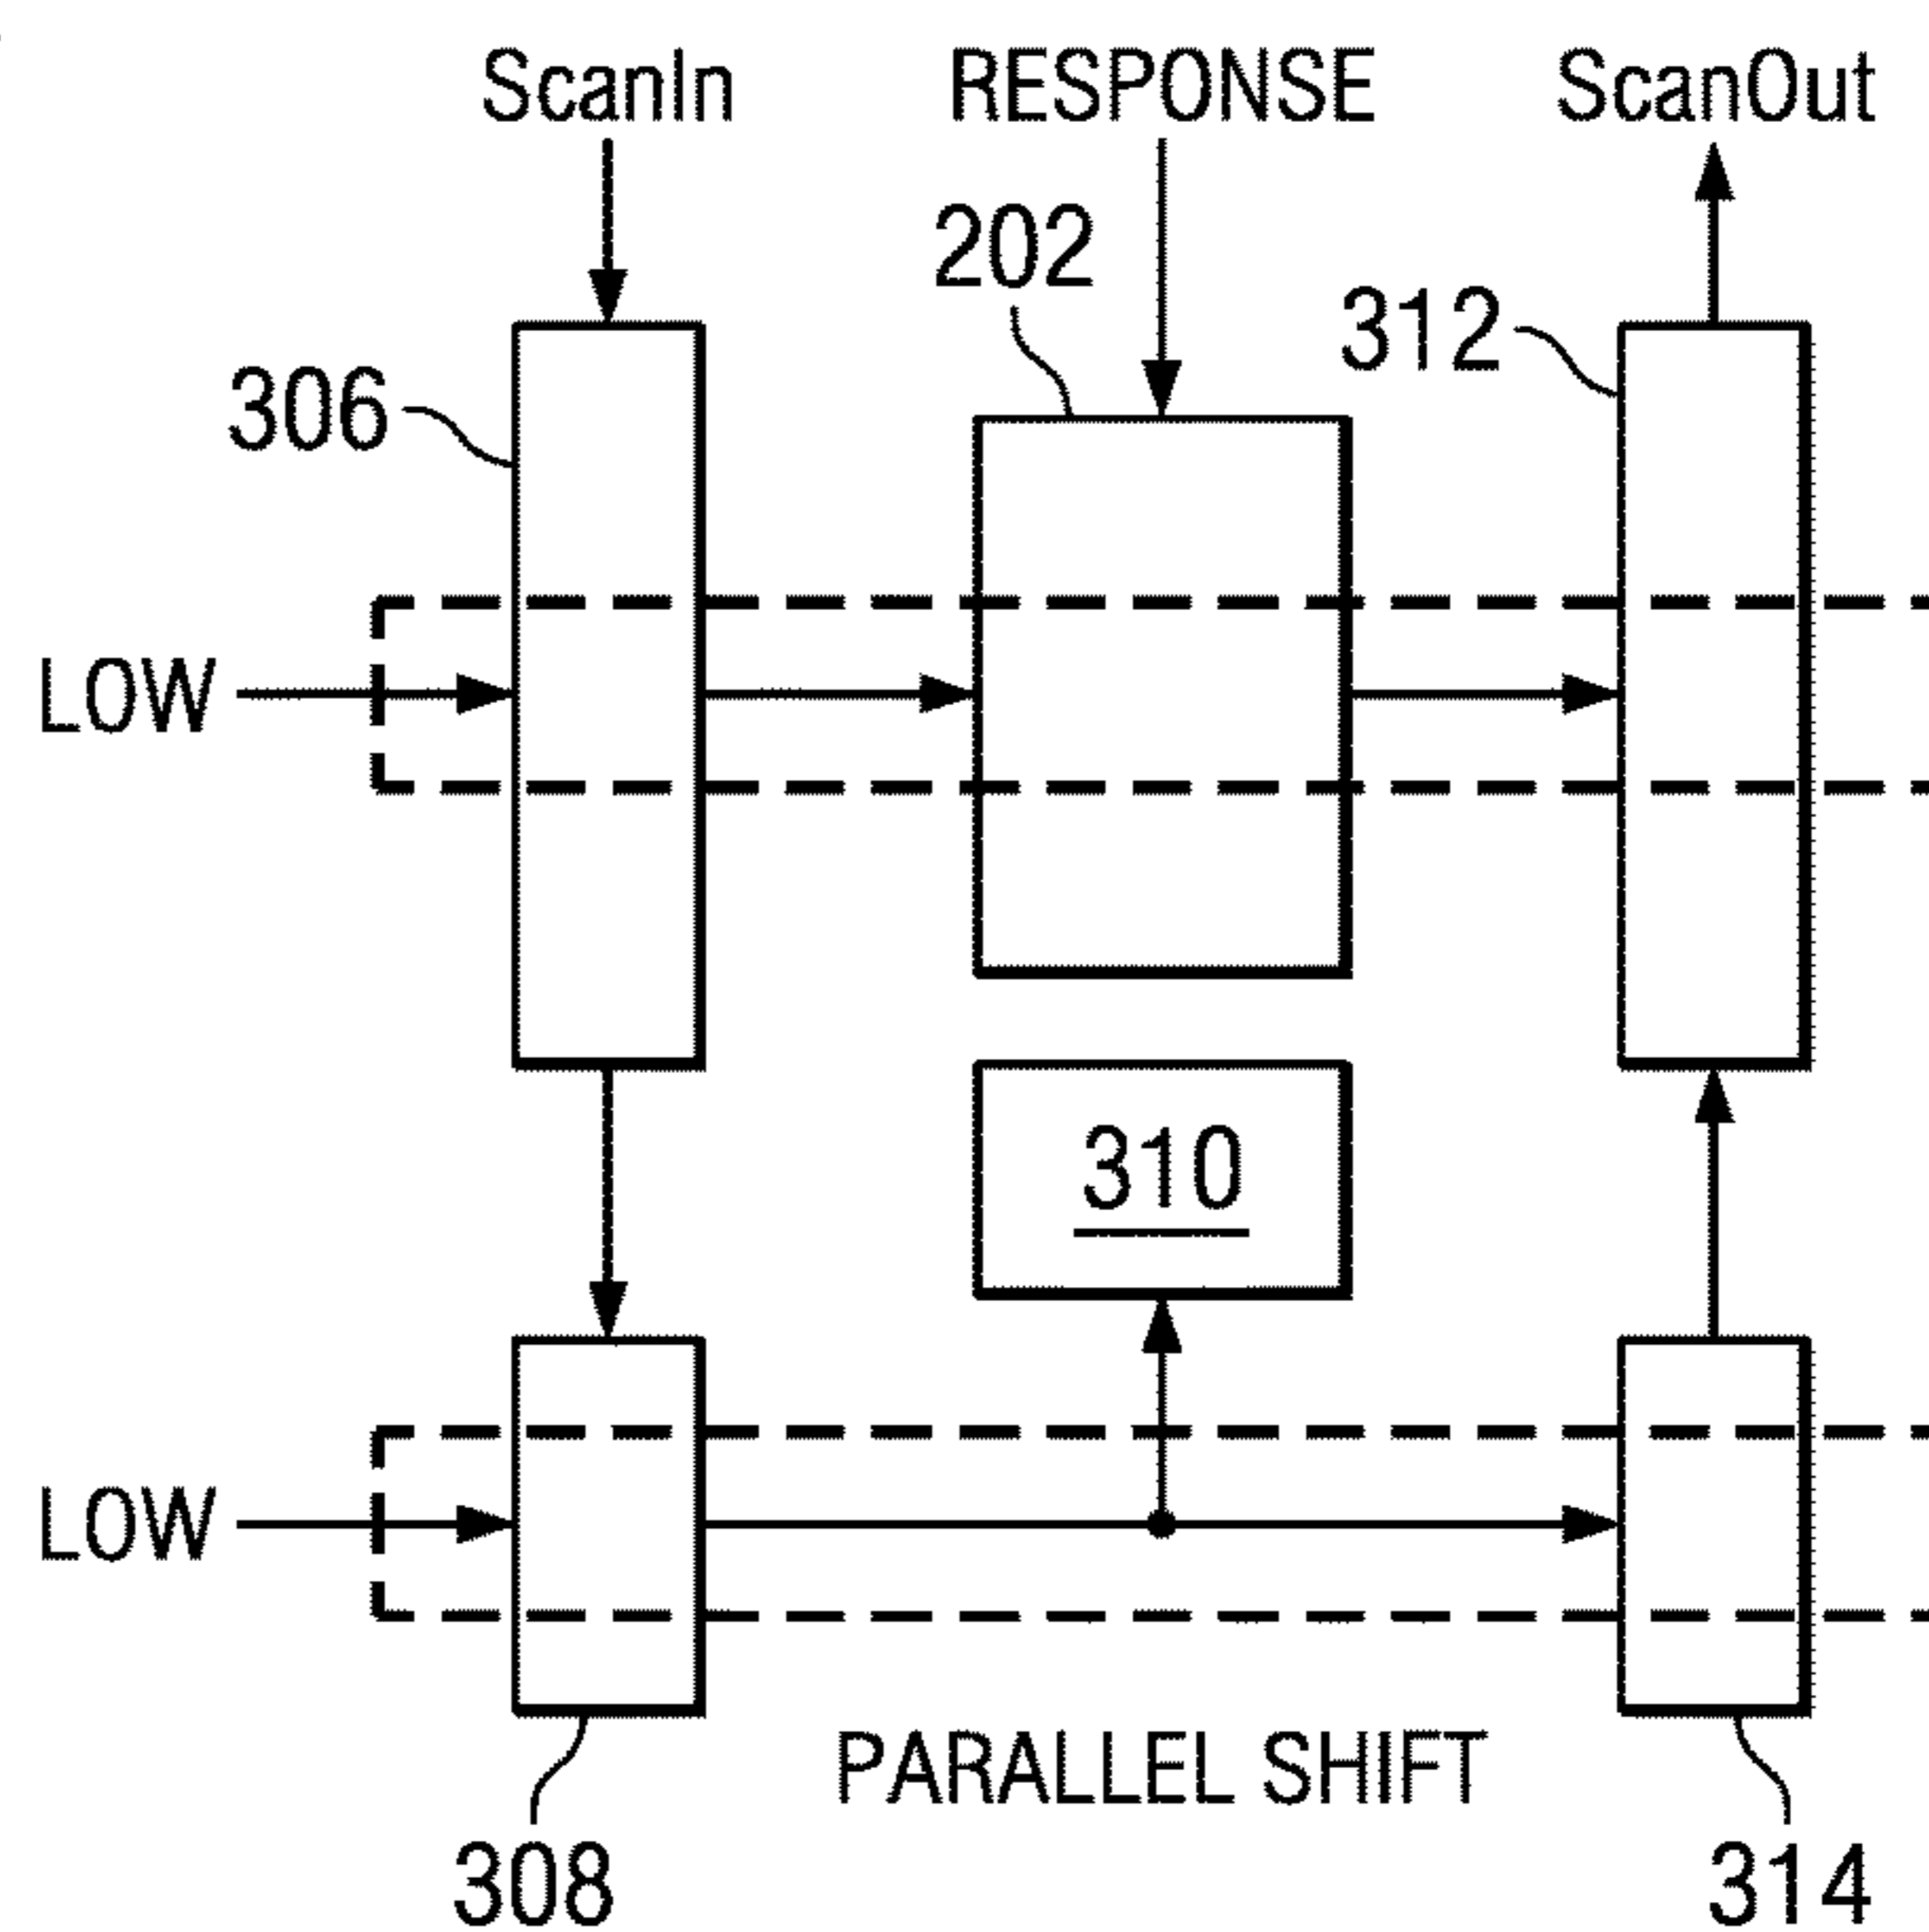 ScanIn RESPONSE ScanOut
202
312
306
LOW
310
LOW
PARALLEL SHIFT
308
314